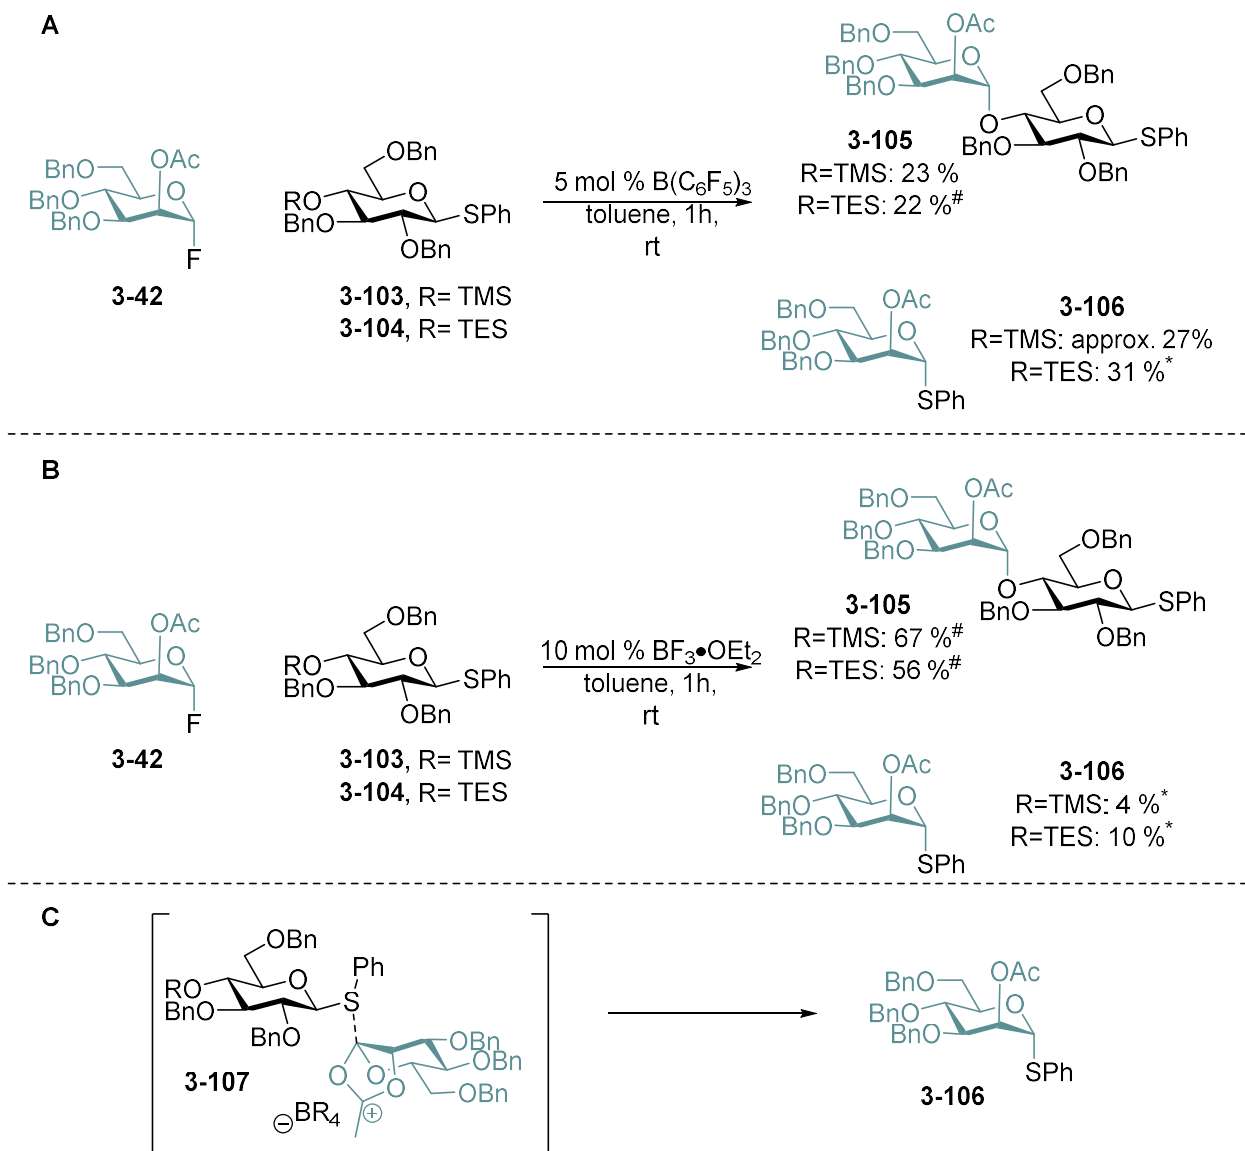 A
BnO
OAc
BnO
BnO
O
F
3-42
OBn
RO
BnO
O
SPh
OBn
3-103, R= TMS
3-104, R= TES
5 mol % B(C6F5)3
toluene, 1h,
rt
BnO
OAc
BnO
BnO
O
OBn
O
BnO
O
SPh
OBn
3-105
R=TMS: 23 %
R=TES: 22 %#
BnO
OAc
BnO
BnO
O
SPh
3-106
R=TMS: approx. 27%
R=TES: 31 %*
B
BnO
OAc
BnO
BnO
O
F
3-42
OBn
RO
BnO
O
SPh
OBn
3-103, R= TMS
3-104, R= TES
10 mol % BF3•OEt2
toluene, 1h,
rt
BnO
OAc
BnO
BnO
O
OBn
O
BnO
O
SPh
OBn
3-105
R=TMS: 67 %#
R=TES: 56 %#
BnO
OAc
BnO
BnO
O
SPh
3-106
R=TMS: 4 %*
R=TES: 10 %*
C
OBn
RO
BnO
O
Ph
S
BnO
OBn
OBn
O
O
O
OBn
3-107
⊖BR4
⊕
BnO
OAc
BnO
BnO
O
SPh
3-106